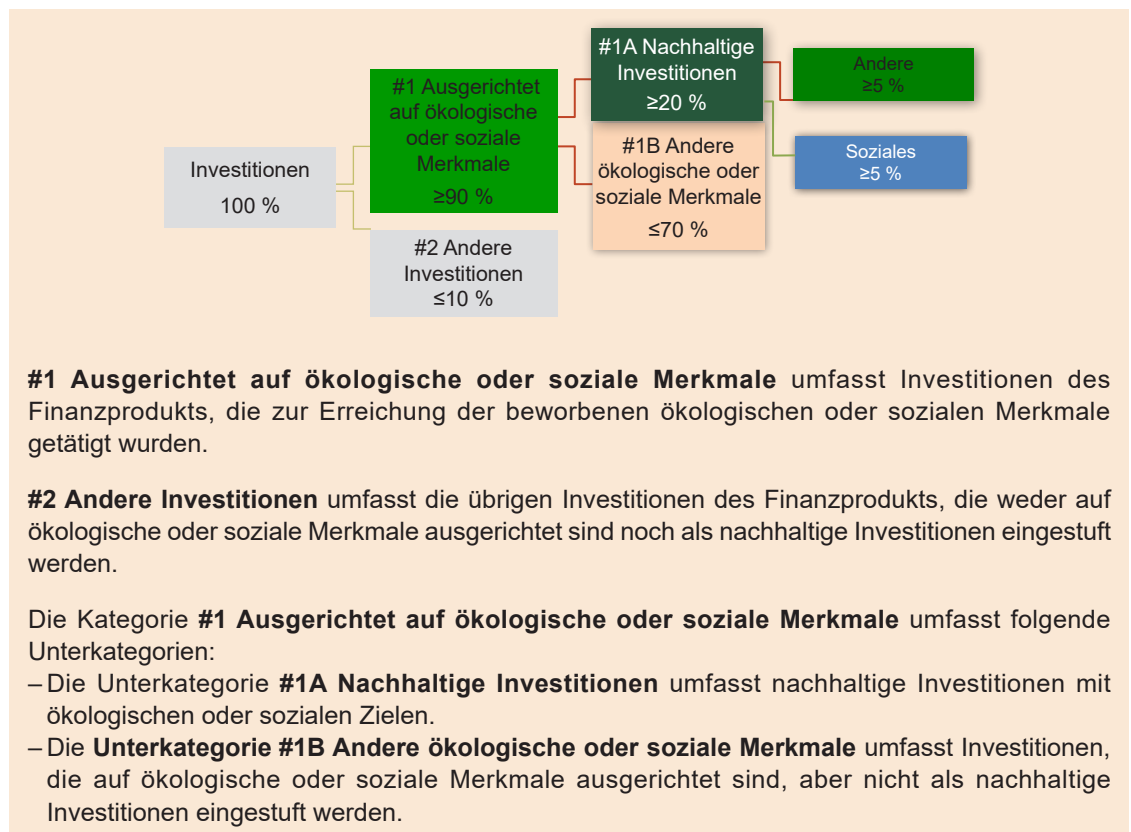 Investitionen
100 %
#1 Ausgerichtet
auf ökologische
oder soziale
Merkmale
≥90 %
#2 Andere
Investitionen
≤10 %
#1A Nachhaltige
Investitionen
≥20 %
#1B Andere
ökologische oder
soziale Merkmale
≤70 %
Andere
≥5 %
Soziales
≥5 %
#1 Ausgerichtet auf ökologische oder soziale Merkmale umfasst Investitionen des
Finanzprodukts, die zur Erreichung der beworbenen ökologischen oder sozialen Merkmale
getätigt wurden.
#2 Andere Investitionen umfasst die übrigen Investitionen des Finanzprodukts, die weder auf
ökologische oder soziale Merkmale ausgerichtet sind noch als nachhaltige Investitionen eingestuft
werden.
Die Kategorie #1 Ausgerichtet auf ökologische oder soziale Merkmale umfasst folgende
Unterkategorien:
– Die Unterkategorie #1A Nachhaltige Investitionen umfasst nachhaltige Investitionen mit
ökologischen oder sozialen Zielen.
– Die Unterkategorie #1B Andere ökologische oder soziale Merkmale umfasst Investitionen,
die auf ökologische oder soziale Merkmale ausgerichtet sind, aber nicht als nachhaltige
Investitionen eingestuft werden.